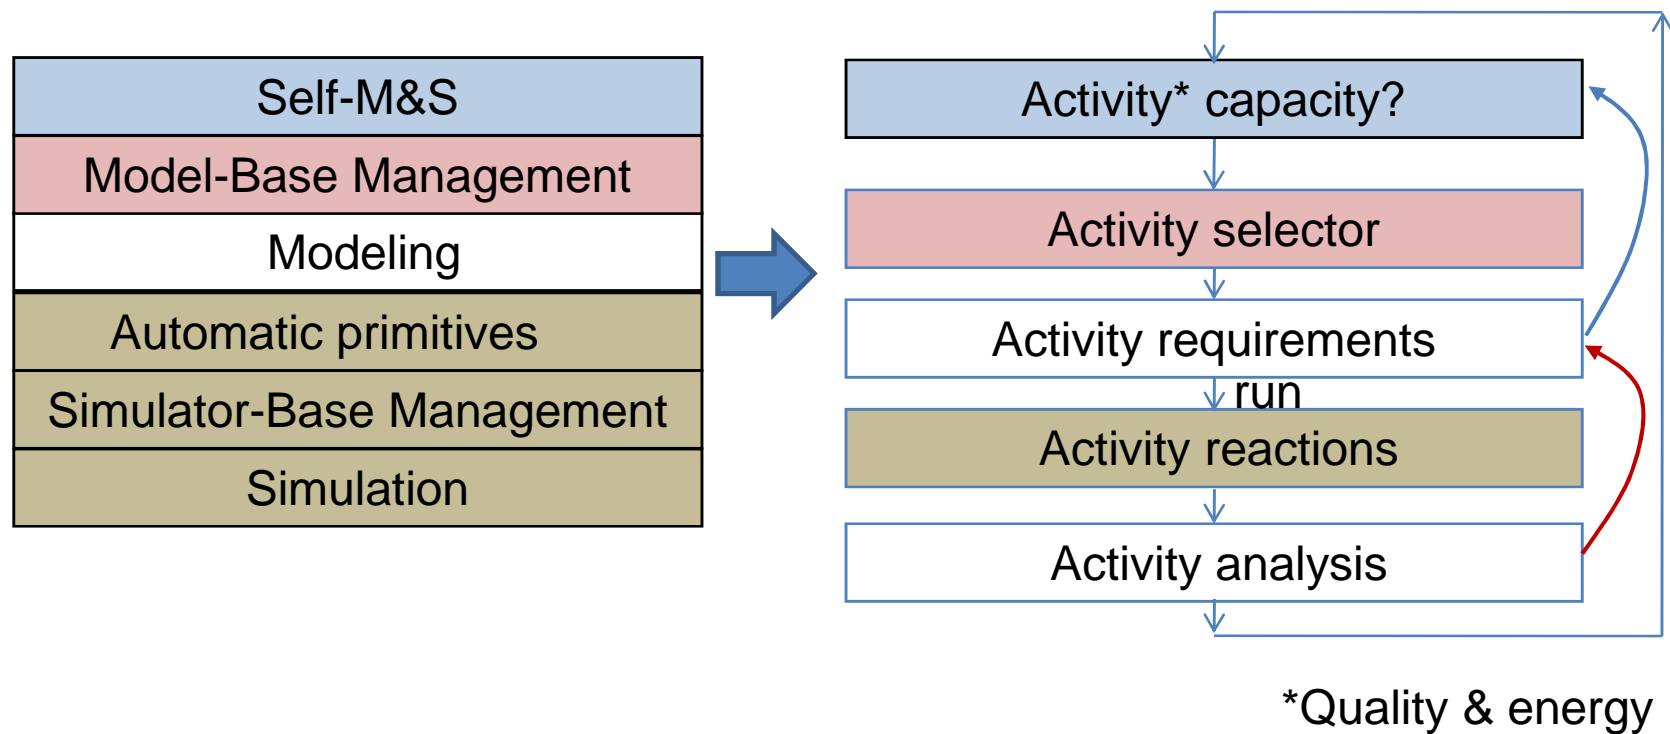 Self-M&S
Model-Base Management
Modeling
Automatic primitives
Simulator-Base Management
Simulation
Activity* capacity?
Activity selector
Activity requirements
run
Activity reactions
Activity analysis
*Quality & energy